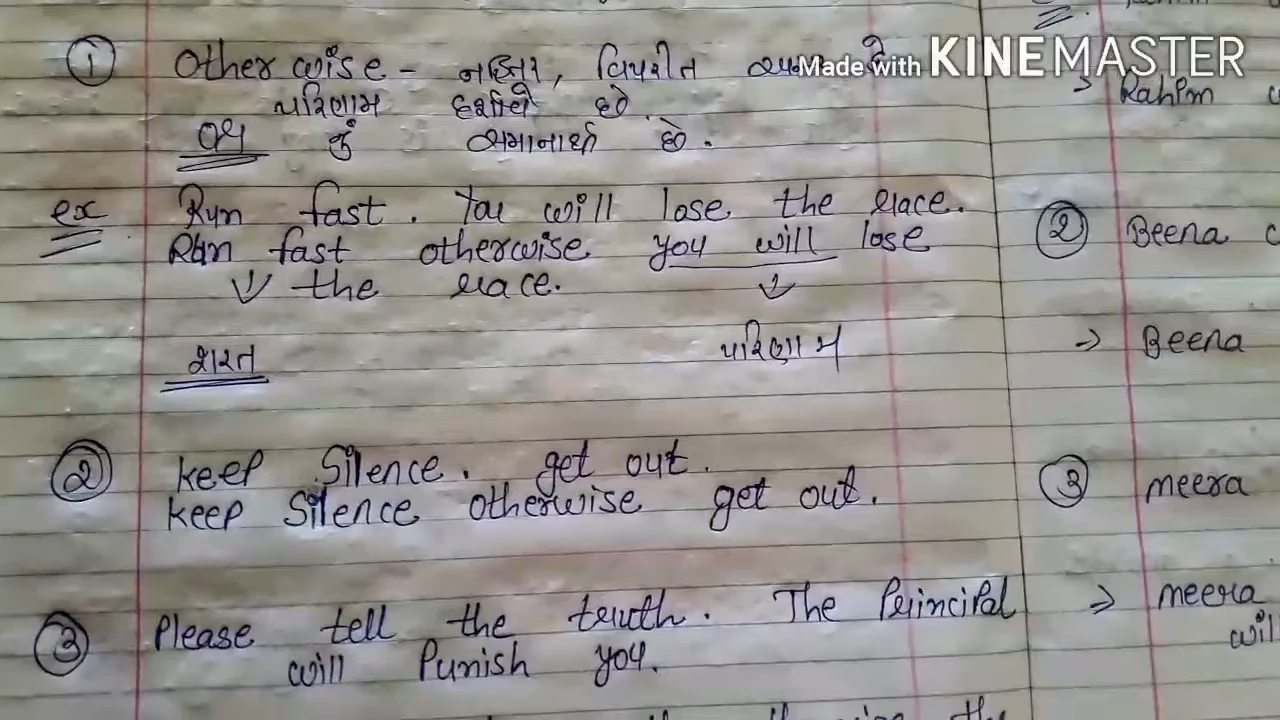 ① Otherwise - નહિતર, વિપરીત
પરિણામ દર્શાવે છે.
નું સમાનાર્થી છે.
ex Run fast. You will lose the race.
Run fast otherwise you will lose
the race.
શરત પરિણામ
② keep silence. get out.
keep silence otherwise get out.
③ Please tell the truth. The Principal
will Punish you.
Made with KINEMASTER
⇒ Rahim
② Beena
⇒ Beena
③ meera
⇒ meera
wil